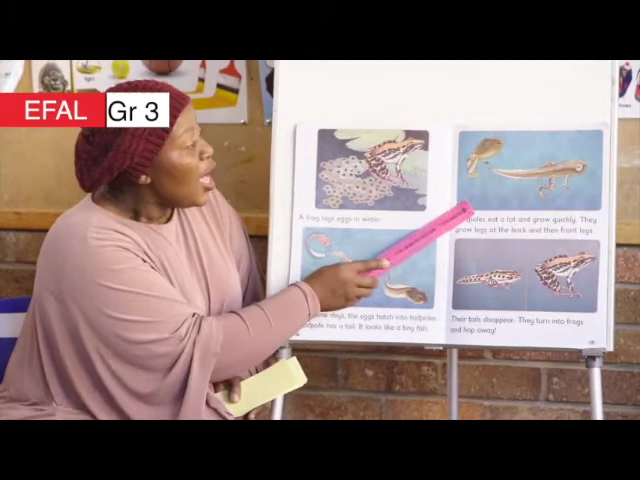 EFAL Gr 3
A frog lays eggs in water.
days, the eggs hatch into tadpoles.
tadpole has a tail. It looks like a tiny fish.
eat a lot and grow quickly. They
grow legs at the back and then front legs.
Their tails disappear. They turn into frogs
and hop away!